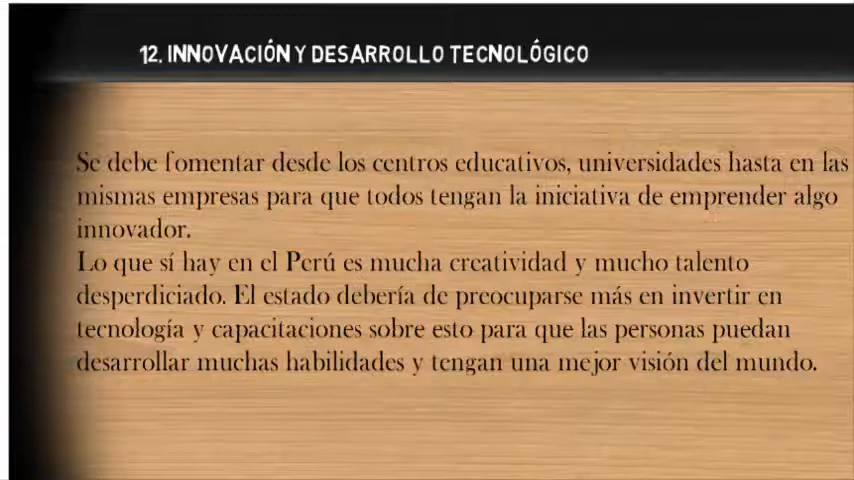 12. INNOVACIÓN Y DESARROLLO TECNOLÓGICO
Se debe fomentar desde los centros educativos, universidades hasta en las
mismas empresas para que todos tengan la iniciativa de emprender algo
innovador.
Lo que sí hay en el Perú es mucha creatividad y mucho talento
desperdiciado. El estado debería de preocuparse más en invertir en
tecnología y capacitaciones sobre esto para que las personas puedan
desarrollar muchas habilidades y tengan una mejor visión del mundo.